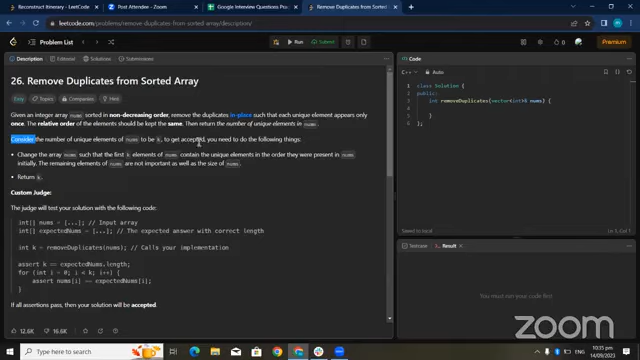 Reconstruct Itinerary - LeetCode
Post Attendee - Zoom
Google Interview Questions Po
Remove Duplicates from Sorted
leetcode.com/problems/remove-duplicates-from-sorted-array/description/
Problem List
Run
Submit
0
Premium
Description
Editorial
Solutions
Submissions
Code
C++
Auto
26. Remove Duplicates from Sorted Array
Easy
Topics
Companies
Hint
Given an integer array nums sorted in non-decreasing order, remove the duplicates in-place such that each unique element appears only
once. The relative order of the elements should be kept the same. Then return the number of unique elements in nums.
Consider the number of unique elements of nums to be k, to get accepted, you need to do the following things:
• Change the array nums such that the first k elements of nums contain the unique elements in the order they were present in nums
initially. The remaining elements of nums are not important as well as the size of nums.
• Return k.
Custom Judge:
The judge will test your solution with the following code:
int[] nums = [...]; // Input array
int[] expectedNums = [...]; // The expected answer with correct length
int k = removeDuplicates(nums); // Calls your implementation
assert k == expectedNums.length;
for (int i = 0; i < k; i++) {
assert nums[i] == expectedNums[i];
}
If all assertions pass, then your solution will be accepted.
12.6K
16.6K
class Solution {
public:
int removeDuplicates(vector<int>& nums) {
}
};
Saved to local
Testcase
Result
You must run your code first
zoom
Type here to search
10:35 pm
14/09/2023